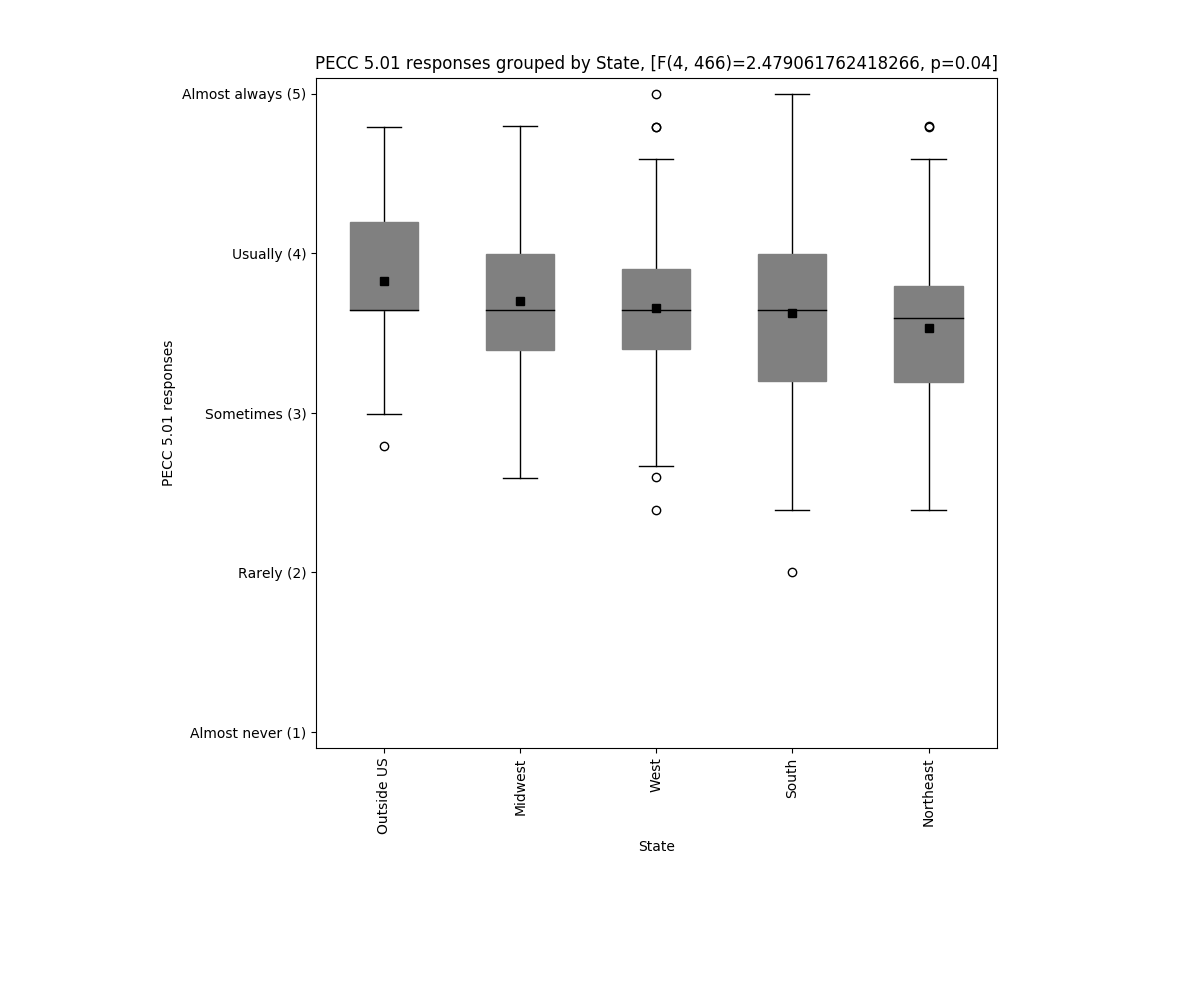 PECC 5.01 responses grouped by State, [F(4, 466)=2.479061762418266, p=0.04]
Almost always (5)
Usually (4)
Sometimes (3)
Rarely (2)
Almost never (1)
PECC 5.01 responses
Outside US
Midwest
West
South
Northeast
State